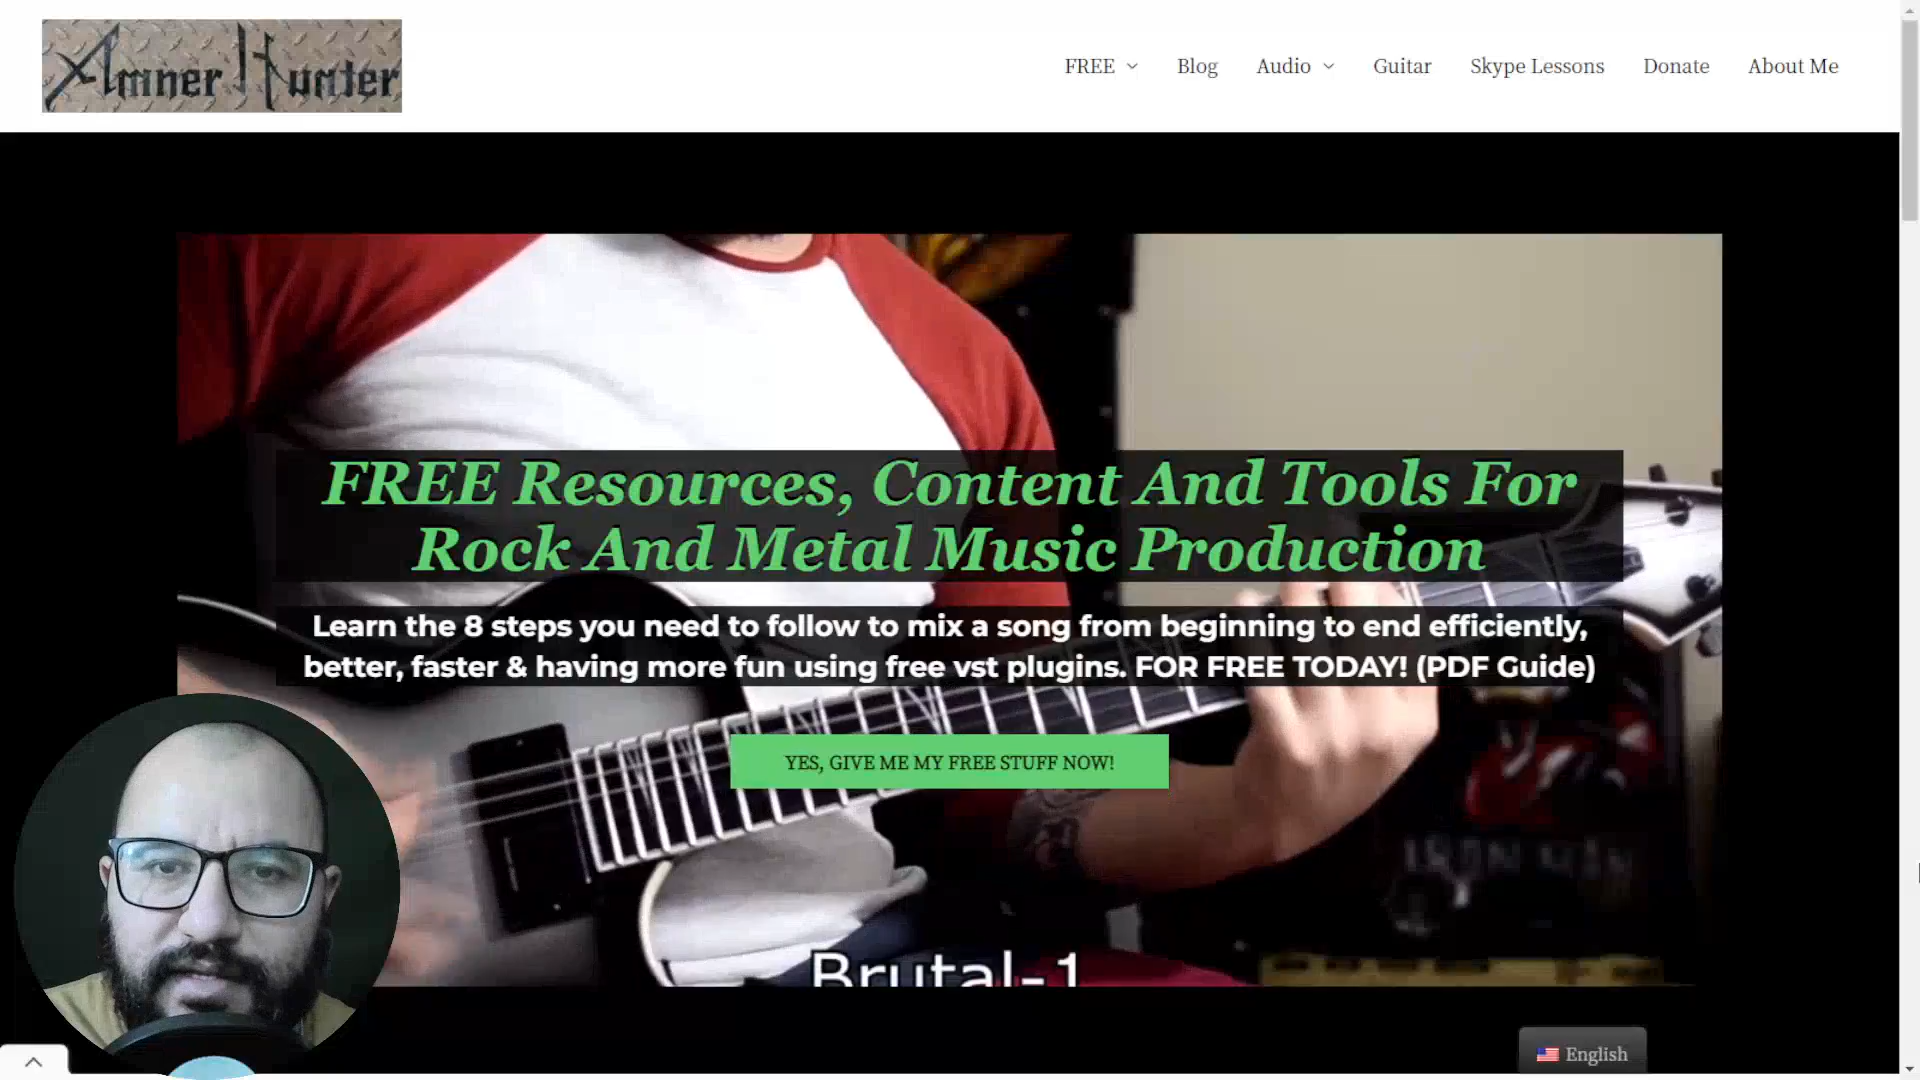 Amner Hunter
FREE
Blog
Audio
Guitar
Skype Lessons
Donate
About Me
FREE Resources, Content And Tools For
Rock And Metal Music Production
Learn the 8 steps you need to follow to mix a song from beginning to end efficiently,
better, faster & having more fun using free vst plugins. FOR FREE TODAY! (PDF Guide)
YES, GIVE ME MY FREE STUFF NOW!
IRON MAN
Brutal-1
English